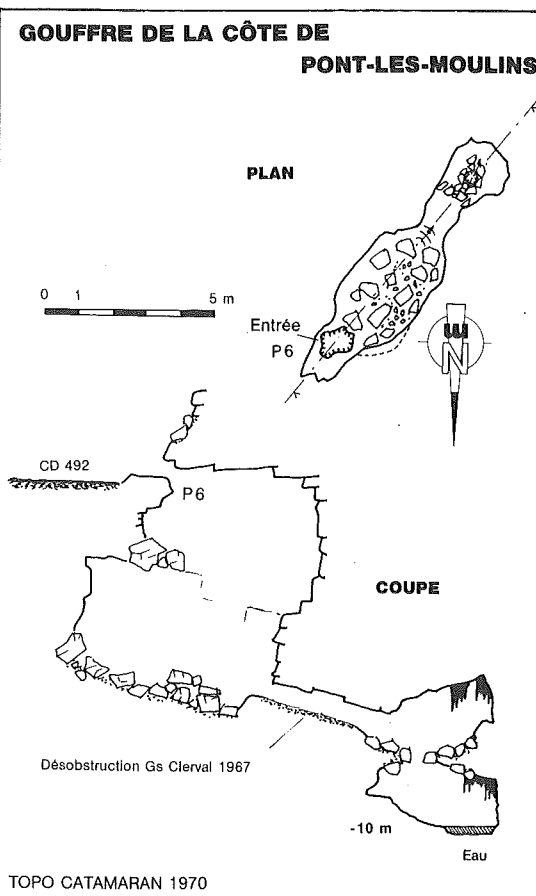 GOUFFRE DE LA CÔTE DE
PONT-LES-MOULINS
PLAN
0 1 5 m
Entrée
P6
N
CD 492
P6
COUPE
Désobstruction Gs Clerval 1967
-10 m
Eau
TOPO CATAMARAN 1970